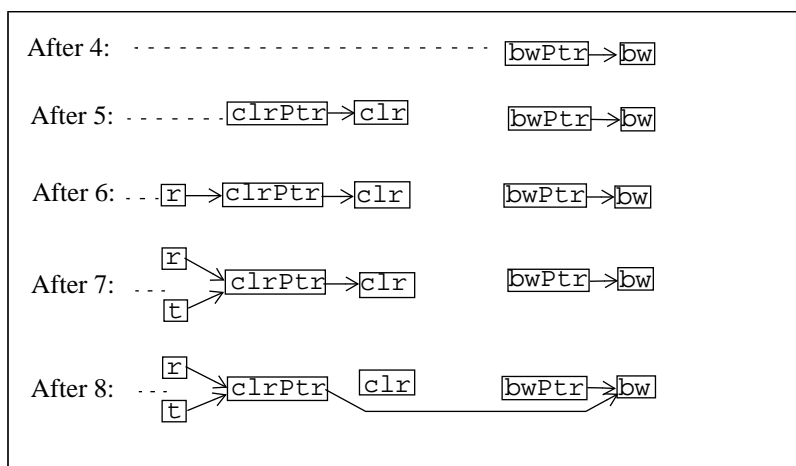 After 4: bwPtr bw
After 5: clrPtr clr bwPtr bw
After 6: r clrPtr clr bwPtr bw
r
After 7: clrPtr clr bwPtr bw
t
r
After 8: clrPtr clr bwPtr bw
t